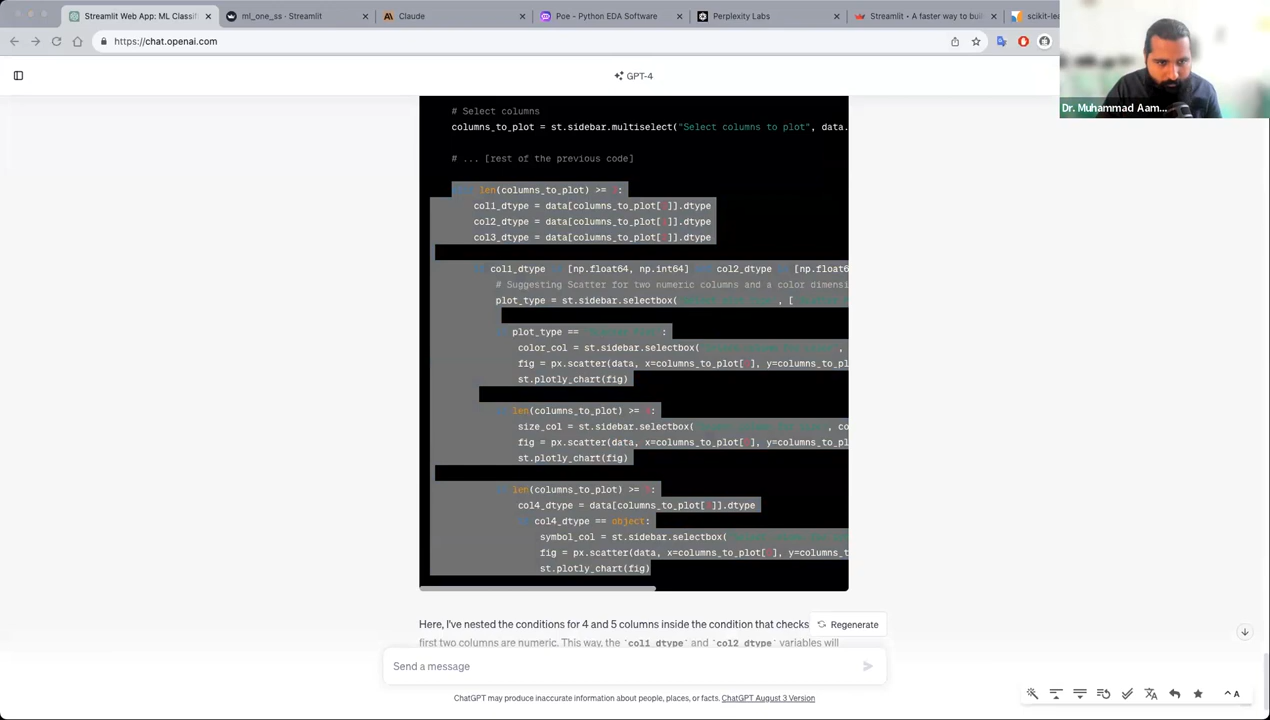 Streamlit Web App: ML Classif
ml_one_ss · Streamlit
Claude
Poe - Python EDA Software
Perplexity Labs
Streamlit • A faster way to buil
scikit-lea
https://chat.openai.com
GPT-4
Dr. Muhammad Aam...
# Select columns
columns_to_plot = st.sidebar.multiselect("Select columns to plot", data.
# ... [rest of the previous code]
len(columns_to_plot) >= :
col1_dtype = data[columns_to_plot[ ]].dtype
col2_dtype = data[columns_to_plot[ ]].dtype
col3_dtype = data[columns_to_plot[ ]].dtype
col1_dtype [np.float64, np.int64] col2_dtype [np.float6
# Suggesting Scatter for two numeric columns and a color dimensi
plot_type = st.sidebar.selectbox( , [
plot_type == :
color_col = st.sidebar.selectbox( ,
fig = px.scatter(data, x=columns_to_plot[ ], y=columns_to_pl
st.plotly_chart(fig)
len(columns_to_plot) >= :
size_col = st.sidebar.selectbox( , co
fig = px.scatter(data, x=columns_to_plot[ ], y=columns_to_pl
st.plotly_chart(fig)
len(columns_to_plot) >= :
col4_dtype = data[columns_to_plot[ ]].dtype
col4_dtype == object:
symbol_col = st.sidebar.selectbox(
fig = px.scatter(data, x=columns_to_plot[ ], y=columns_t
st.plotly_chart(fig)
Here, I've nested the conditions for 4 and 5 columns inside the condition that checks
Regenerate
first two columns are numeric. This way, the `col1_dtype` and `col2_dtype` variables will
Send a message
ChatGPT may produce inaccurate information about people, places, or facts. ChatGPT August 3 Version
A